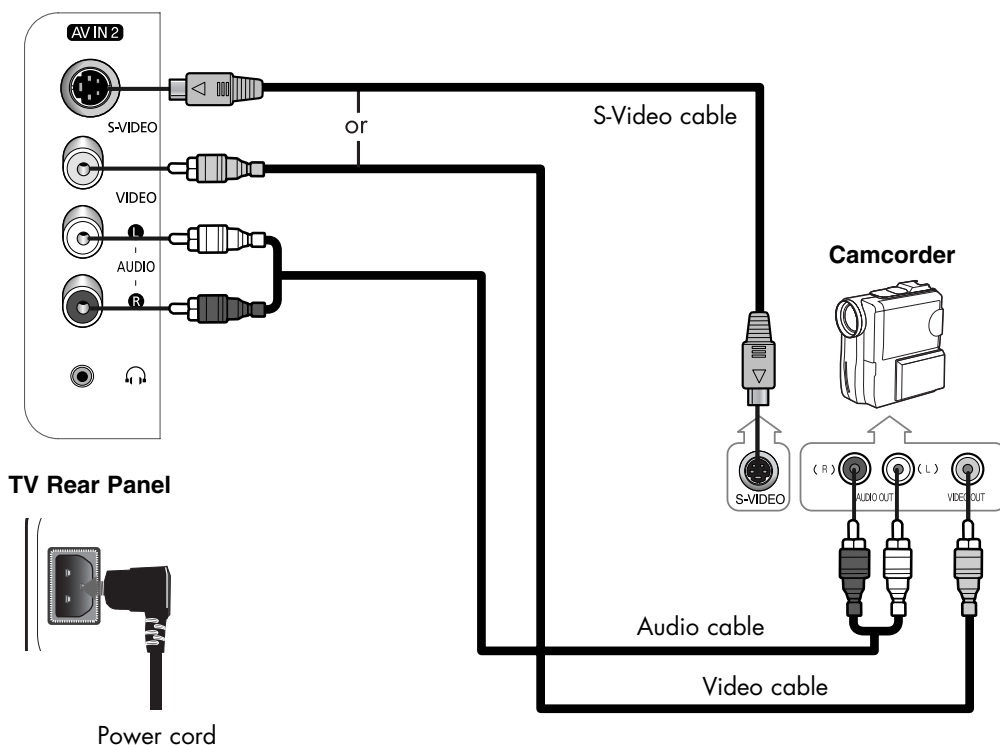 AV IN 2
S-VIDEO
or
S-Video cable
VIDEO
L
AUDIO
R
Camcorder
S-VIDEO
( R )
AUDIO OUT
( L )
VIDEO OUT
TV Rear Panel
Audio cable
Video cable
Power cord